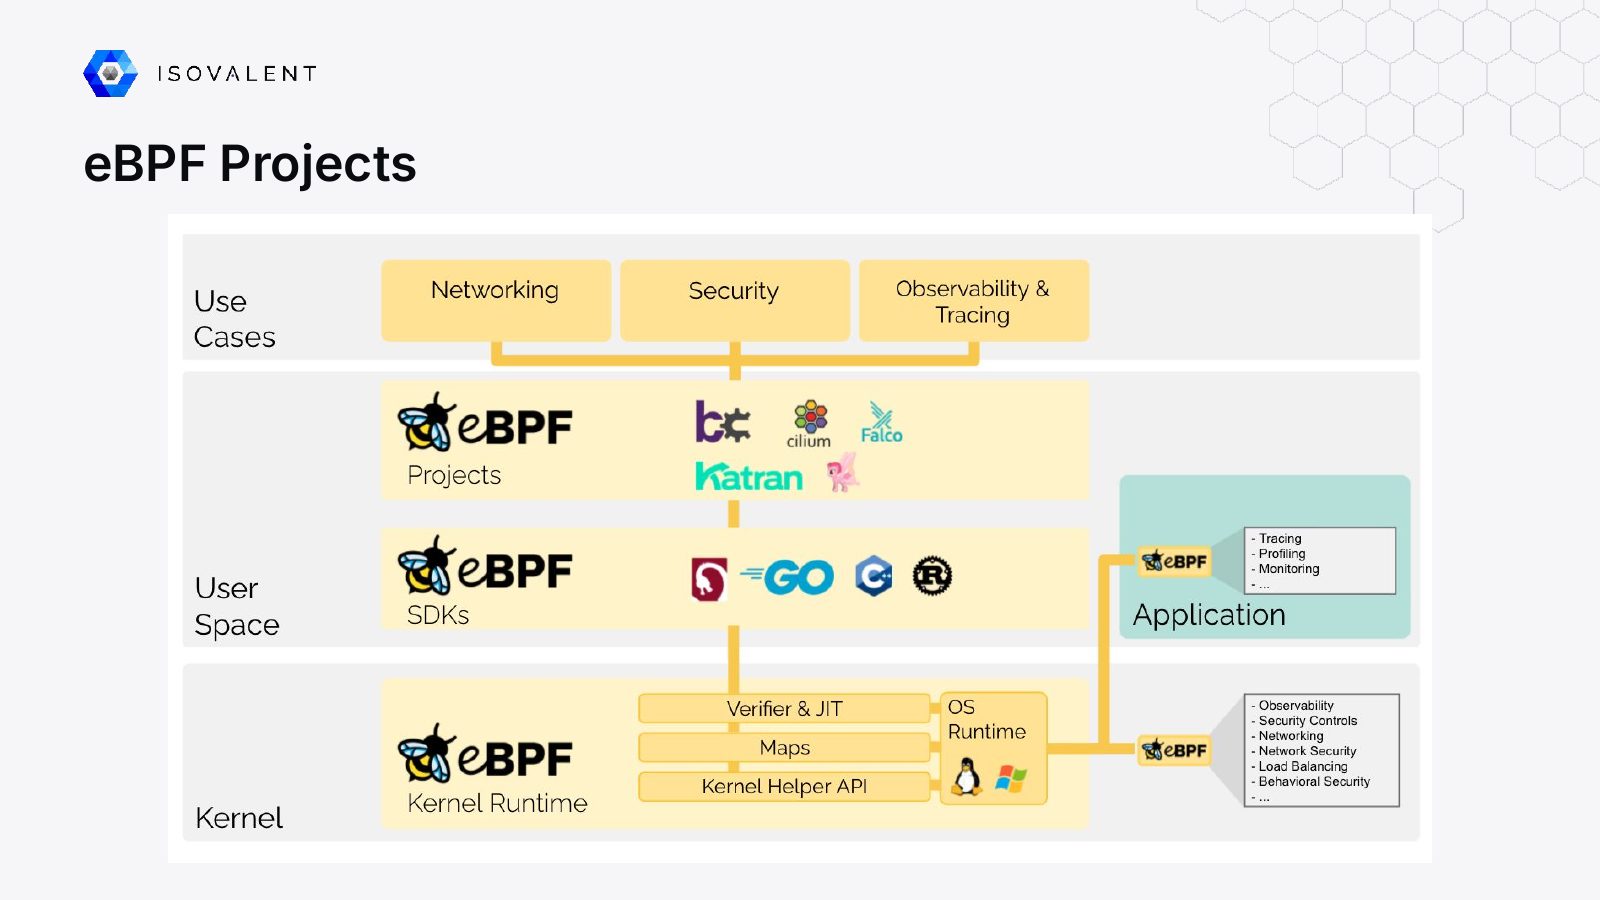 ISOVALENT
eBPF Projects
Use
Cases
Networking
Security
Observability &
Tracing
User
Space
eBPF
Projects
bc
cilium
Falco
Katran
eBPF
SDKs
GO
C++
R
eBPF
- Tracing
- Profiling
- Monitoring
- ...
Application
Kernel
eBPF
Kernel Runtime
Verifier & JIT
Maps
Kernel Helper API
OS
Runtime
eBPF
- Observability
- Security Controls
- Networking
- Network Security
- Load Balancing
- Behavioral Security
- ...